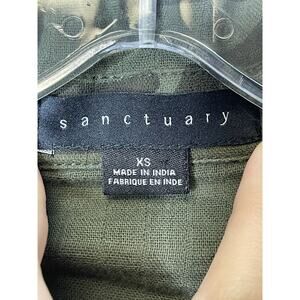 sanctuary
XS
MADE IN INDIA
FABRIQUE EN INDE